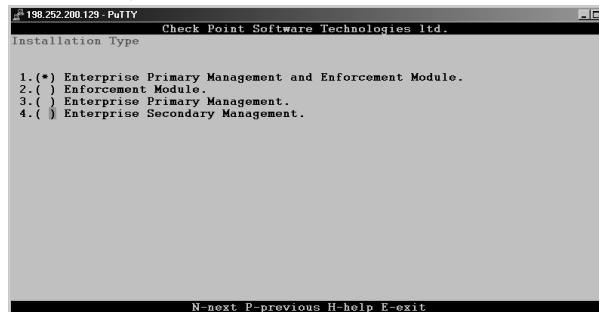 198.252.200.129 - PuTTY
Check Point Software Technologies ltd.
Installation Type
1.(*) Enterprise Primary Management and Enforcement Module.
2.( ) Enforcement Module.
3.( ) Enterprise Primary Management.
4.( ) Enterprise Secondary Management.
N-next P-previous H-help E-exit